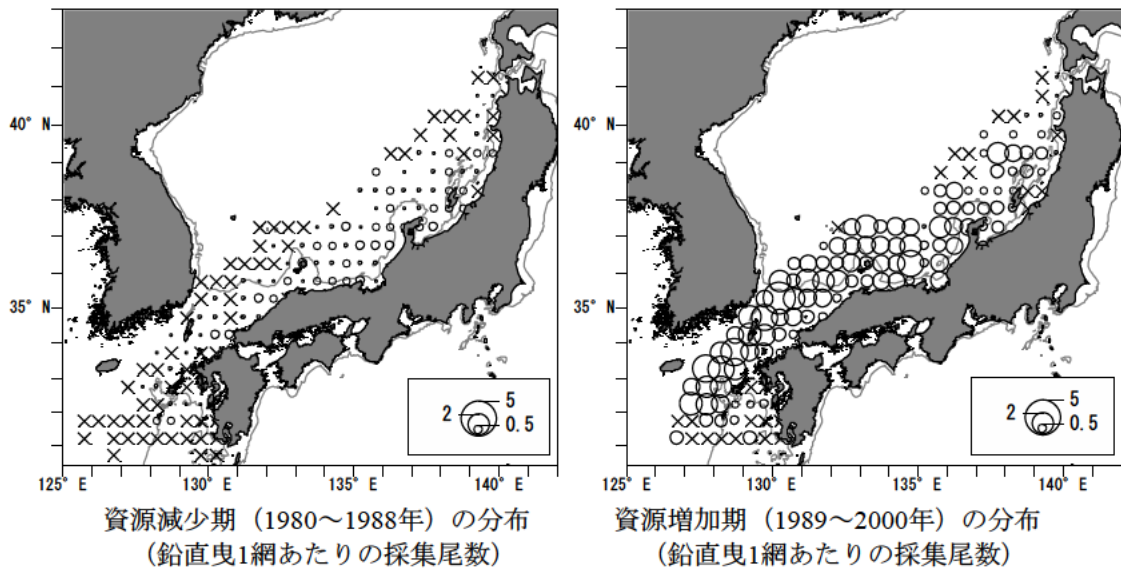 40° N
35° N
125° E
130° E
135° E
140° E
2
5
0.5
資源減少期（1980～1988年）の分布
（鉛直曳1網あたりの採集尾数）
40° N
35° N
125° E
130° E
135° E
140° E
2
5
0.5
資源増加期（1989～2000年）の分布
（鉛直曳1網あたりの採集尾数）